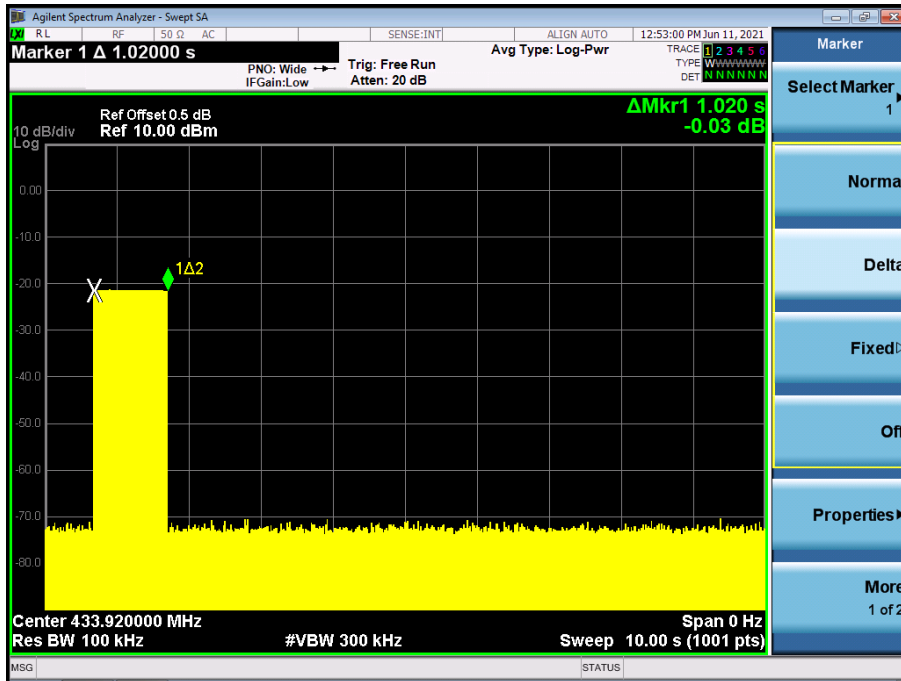 Agilent Spectrum Analyzer - Swept SA
LXI RL RF 50 Ω AC SENSE:INT ALIGN AUTO 12:53:00 PM Jun 11, 2021
Marker 1 Δ 1.02000 s
PNO: Wide
IFGain:Low
Trig: Free Run
Atten: 20 dB
Avg Type: Log-Pwr
TRACE 1 2 3 4 5 6
TYPE WWWWWW
DET N N N N N N
Ref Offset 0.5 dB
10 dB/div Ref 10.00 dBm
Log
ΔMkr1 1.020 s
-0.03 dB
0.00
-10.0
1Δ2
-20.0
X
-30.0
-40.0
-50.0
-60.0
-70.0
-80.0
Center 433.920000 MHz
Span 0 Hz
Res BW 100 kHz
#VBW 300 kHz
Sweep 10.00 s (1001 pts)
MSG
STATUS
Marker
Select Marker
1
Norma
Delta
Fixed
Off
Properties
More
1 of 2